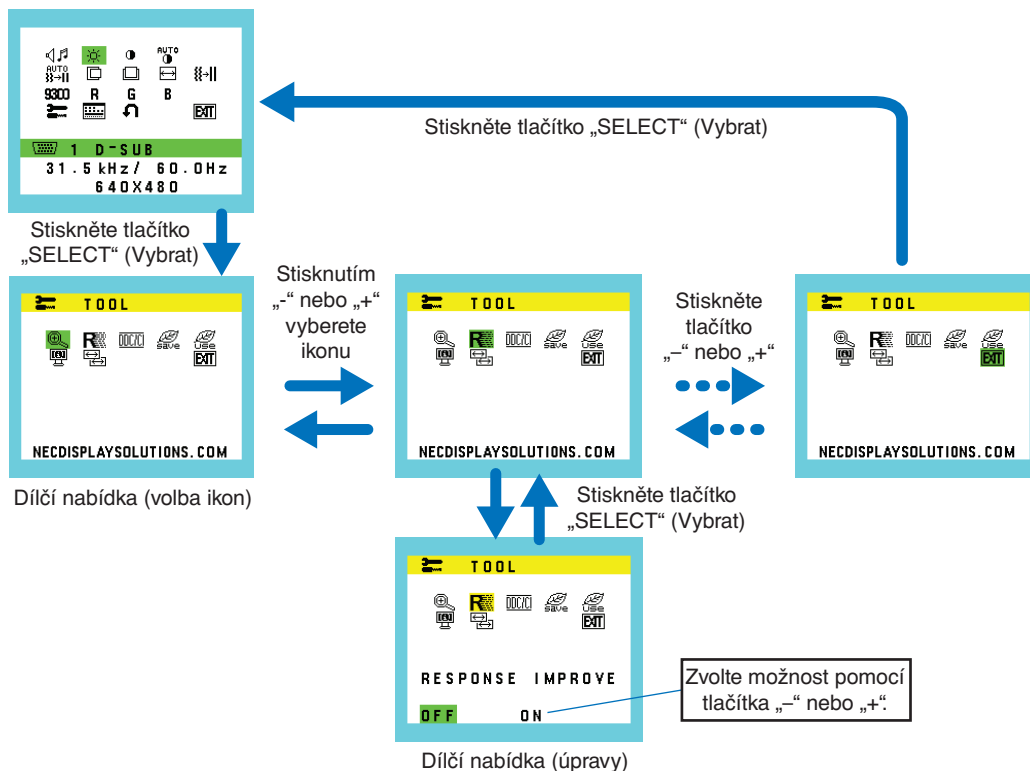 AUTO
AUTO
9300 R G B
EXIT
1 D-SUB
31.5 kHz/ 60.0Hz
640X480
Stiskněte tlačítko „SELECT“ (Vybrat)
Stiskněte tlačítko
„SELECT“ (Vybrat)
TOOL
R DDC/CI save use
EXIT
NECDISPLAYSOLUTIONS.COM
Dílčí nabídka (volba ikon)
Stisknutím
„-“ nebo „+“
vyberete
ikonu
TOOL
R DDC/CI save use
EXIT
NECDISPLAYSOLUTIONS.COM
Stiskněte
tlačítko
„–“ nebo „+“
TOOL
R DDC/CI save use
EXIT
NECDISPLAYSOLUTIONS.COM
Stiskněte tlačítko
„SELECT“ (Vybrat)
TOOL
R DDC/CI save use
EXIT
RESPONSE IMPROVE
OFF ON
Zvolte možnost pomocí
tlačítka „–“ nebo „+“.
Dílčí nabídka (úpravy)